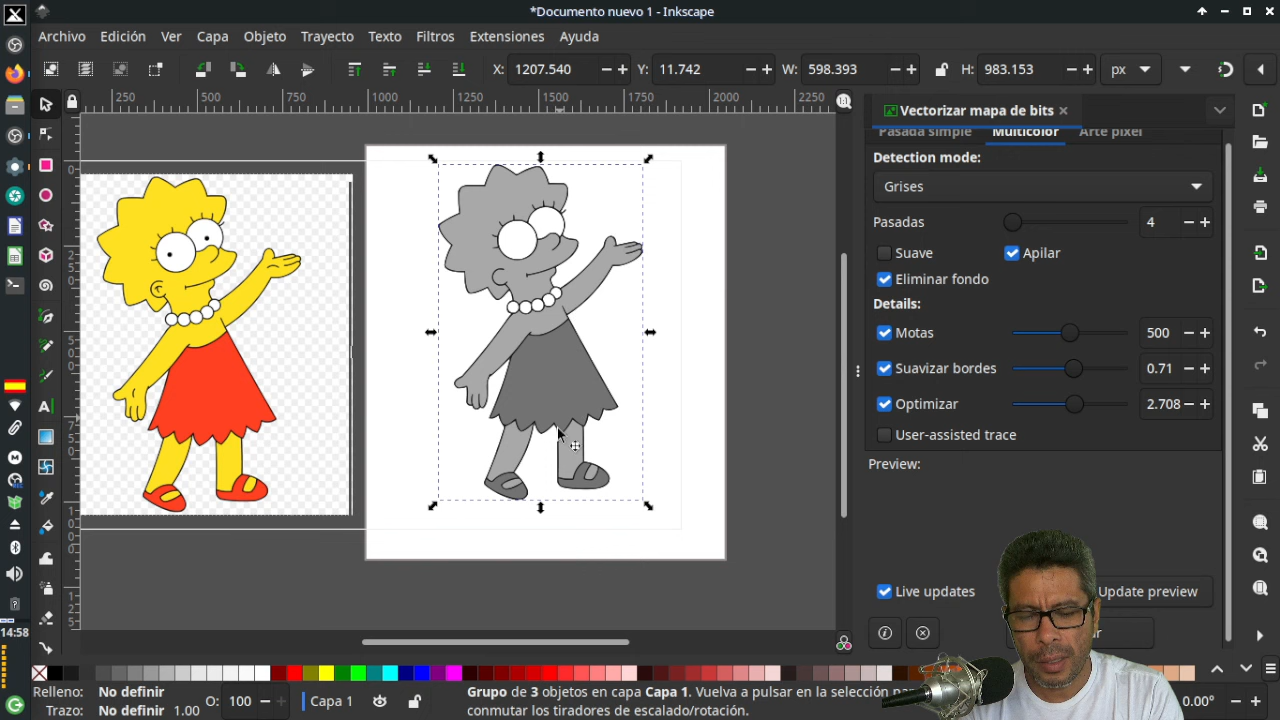 *Documento nuevo 1 - Inkscape
Archivo Edición Ver Capa Objeto Trayecto Texto Filtros Extensiones Ayuda
X: 1207.540 Y: 11.742 W: 598.393 H: 983.153 px
250 500 750 1000 1250 1500 1750 2000 2250
Vectorizar mapa de bits
Pasada simple Multicolor Arte pixel
Detection mode:
Grises
Pasadas 4
Suave Apilar
Eliminar fondo
Details:
Motas 500
Suavizar bordes 0.71
Optimizar 2.708
User-assisted trace
Preview:
Live updates Update preview
14:58
Relleno: No definir O: 100 Capa 1 Grupo de 3 objetos en capa Capa 1. Vuelva a pulsar en la selección 0.00°
Trazo: No definir 1.00 conmutar los tiradores de escalado/rotación.